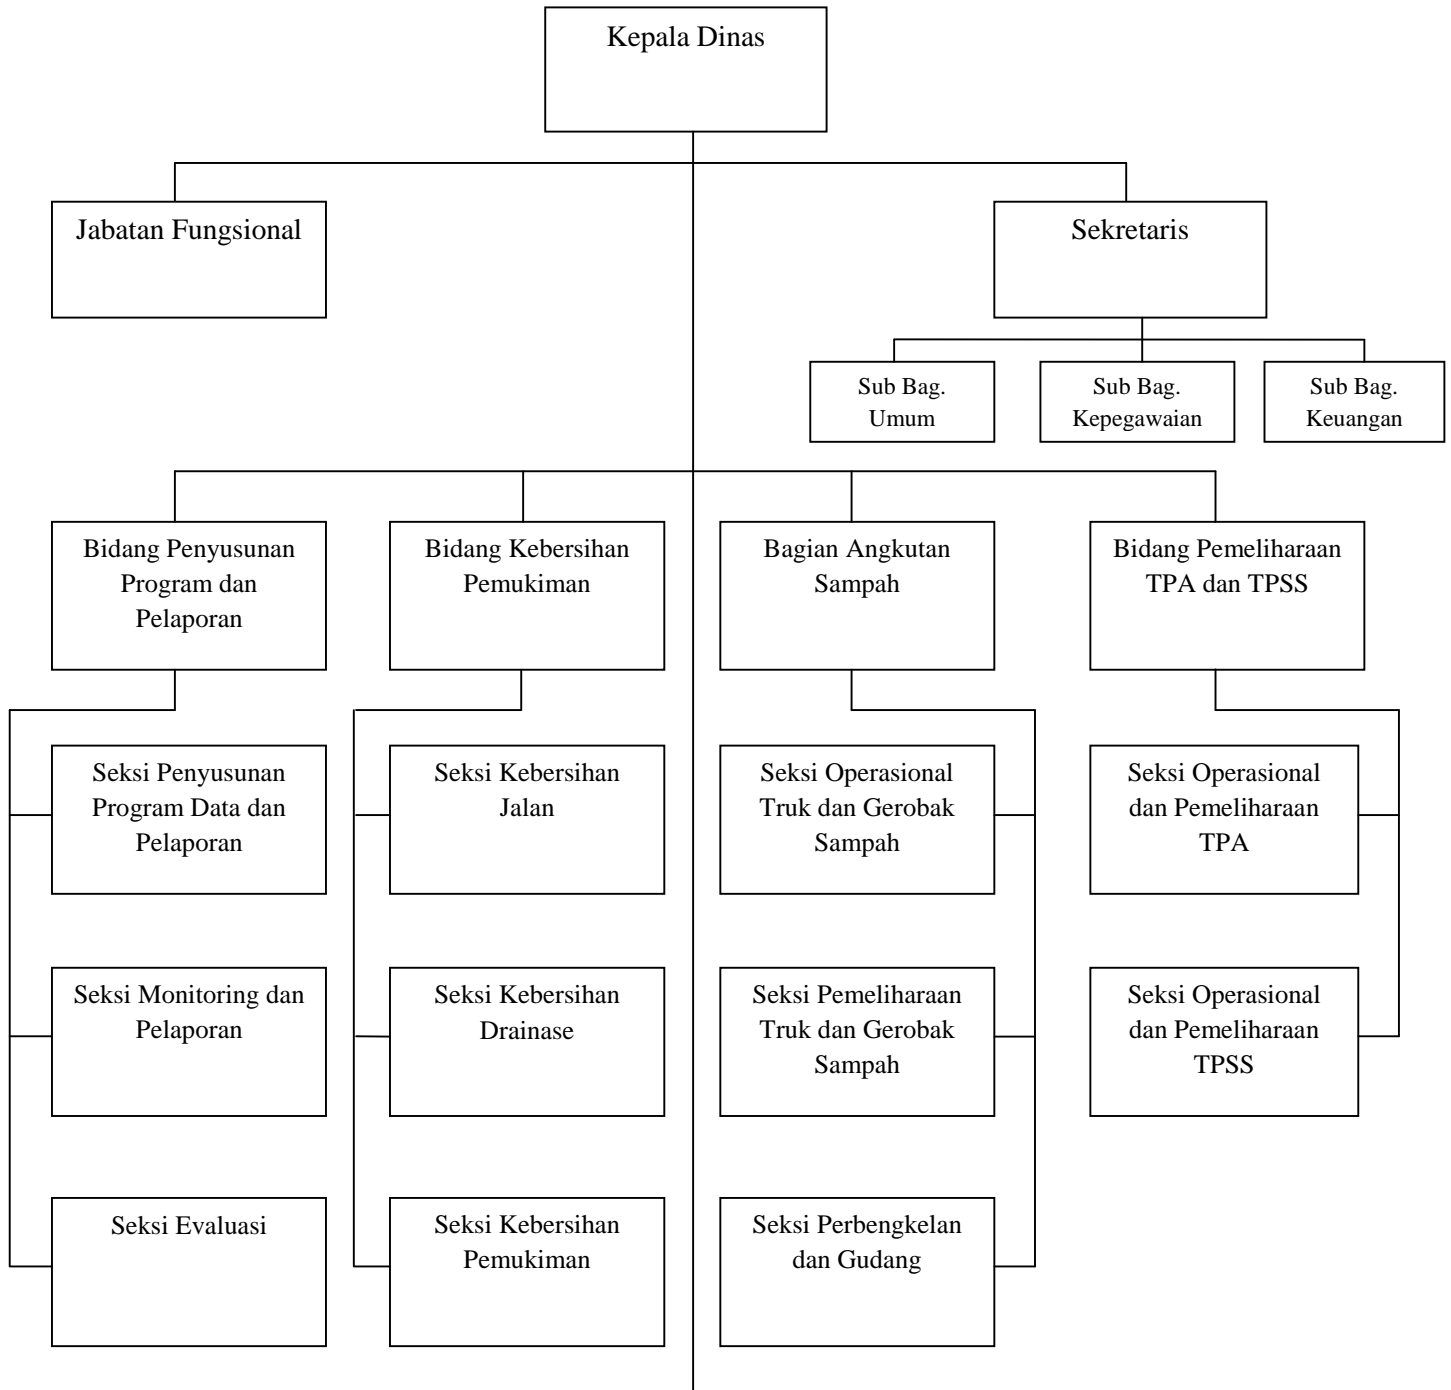 Kepala Dinas
Jabatan Fungsional
Sekretaris
Sub Bag.
Umum
Sub Bag.
Kepegawaian
Sub Bag.
Keuangan
Bidang Penyusunan
Program dan
Pelaporan
Bidang Kebersihan
Pemukiman
Bagian Angkutan
Sampah
Bidang Pemeliharaan
TPA dan TPSS
Seksi Penyusunan
Program Data dan
Pelaporan
Seksi Kebersihan
Jalan
Seksi Operasional
Truk dan Gerobak
Sampah
Seksi Operasional
dan Pemeliharaan
TPA
Seksi Monitoring dan
Pelaporan
Seksi Kebersihan
Drainase
Seksi Pemeliharaan
Truk dan Gerobak
Sampah
Seksi Operasional
dan Pemeliharaan
TPSS
Seksi Evaluasi
Seksi Kebersihan
Pemukiman
Seksi Perbengkelan
dan Gudang